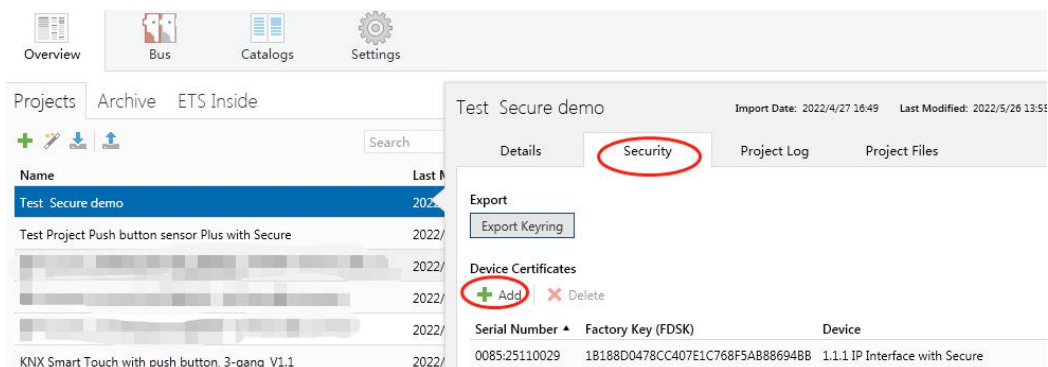 Overview Bus Catalogs Settings
Projects Archive ETS Inside
Search
Name Last M
Test Secure demo 2022
Test Project Push button sensor Plus with Secure 2022/
2022/
2022/
2022/
KNX Smart Touch with push button, 3-gang V1.1 2022/
Test Secure demo Import Date: 2022/4/27 16:49 Last Modified: 2022/5/26 13:55
Details Security Project Log Project Files
Export
Export Keyring
Device Certificates
Add Delete
Serial Number Factory Key (FDSK) Device
0085:25110029 1B188D0478CC407E1C768F5AB88694BB 1.1.1 IP Interface with Secure